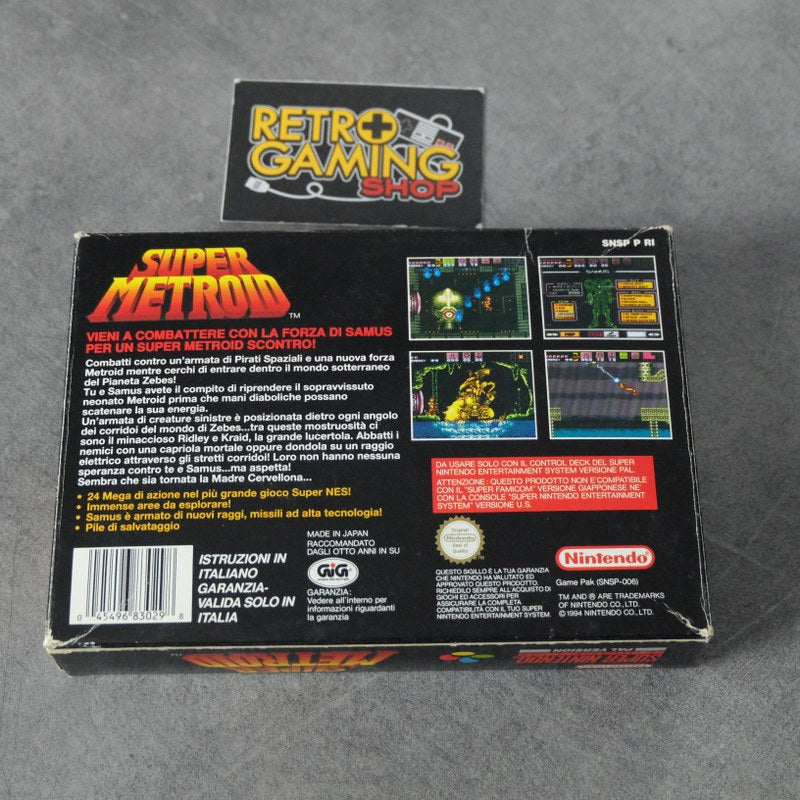 RETRO
GAMING
SHOP
SNSP P RI
SUPER
METROID
TM
VIENI A COMBATTERE CON LA FORZA DI SAMUS
PER UN SUPER METROID SCONTRO!
Combatti contro un'armata di Pirati Spaziali e una nuova forza
Metroid mentre cerchi di entrare dentro il mondo sotterraneo
del Pianeta Zebes!
Tu e Samus avete il compito di riprendere il sopravvissuto
neonato Metroid prima che mani diaboliche possano
scatenare la sua energia.
Un'armata di creature sinistre è posizionata dietro ogni angolo
dei corridoi del mondo di Zebes...tra queste mostruosità ci
sono il minaccioso Ridley e Kraid, la grande lucertola. Abbatti i
nemici con una capriola mortale oppure dondola su un raggio
elettrico attraverso gli stretti corridoi! Loro non hanno nessuna
speranza contro te e Samus...ma aspetta!
Sembra che sia tornata la Madre Cervellona...
• 24 Mega di azione nel più grande gioco Super NES!
• Immense aree da esplorare!
• Samus è armato di nuovi raggi, missili ad alta tecnologia!
• Pile di salvataggio
DA USARE SOLO CON IL CONTROL DECK DEL SUPER
NINTENDO ENTERTAINMENT SYSTEM VERSIONE PAL.
ATTENZIONE : QUESTO PRODOTTO NON E'COMPATIBILE
CON IL "SUPER FAMICOM" VERSIONE GIAPPONESE NE'
CON LA CONSOLE "SUPER NINTENDO ENTERTAINMENT
SYSTEM" VERSIONE U.S.
0 45496 83029 8
ISTRUZIONI IN
ITALIANO
GARANZIA-
VALIDA SOLO IN
ITALIA
MADE IN JAPAN
RACCOMANDATO
DAGLI OTTO ANNI IN SU
GiG
GARANZIA:
Vedere all'interno per
informazioni riguardanti
la garanzia
Original
Nintendo
Seal of
Quality
QUESTO SIGILLO È LA TUA GARANZIA
CHE NINTENDO HA VALUTATO ED
APPROVATO QUESTO PRODOTTO.
RICHIEDILO SEMPRE ALL'ACQUISTO DI
GIOCHI ED ACCESSORI PER
ASSICURARE LA COMPLETA
COMPATIBILITA CON IL TUO SUPER
NINTENDO ENTERTAINMENT SYSTEM.
Nintendo®
Game Pak (SNSP-006)
TM AND ® ARE TRADEMARKS
OF NINTENDO CO., LTD.
©1994 NINTENDO CO., LTD.
SUPER
METROID
TM
SUPER NINTENDO
PAL VERSION